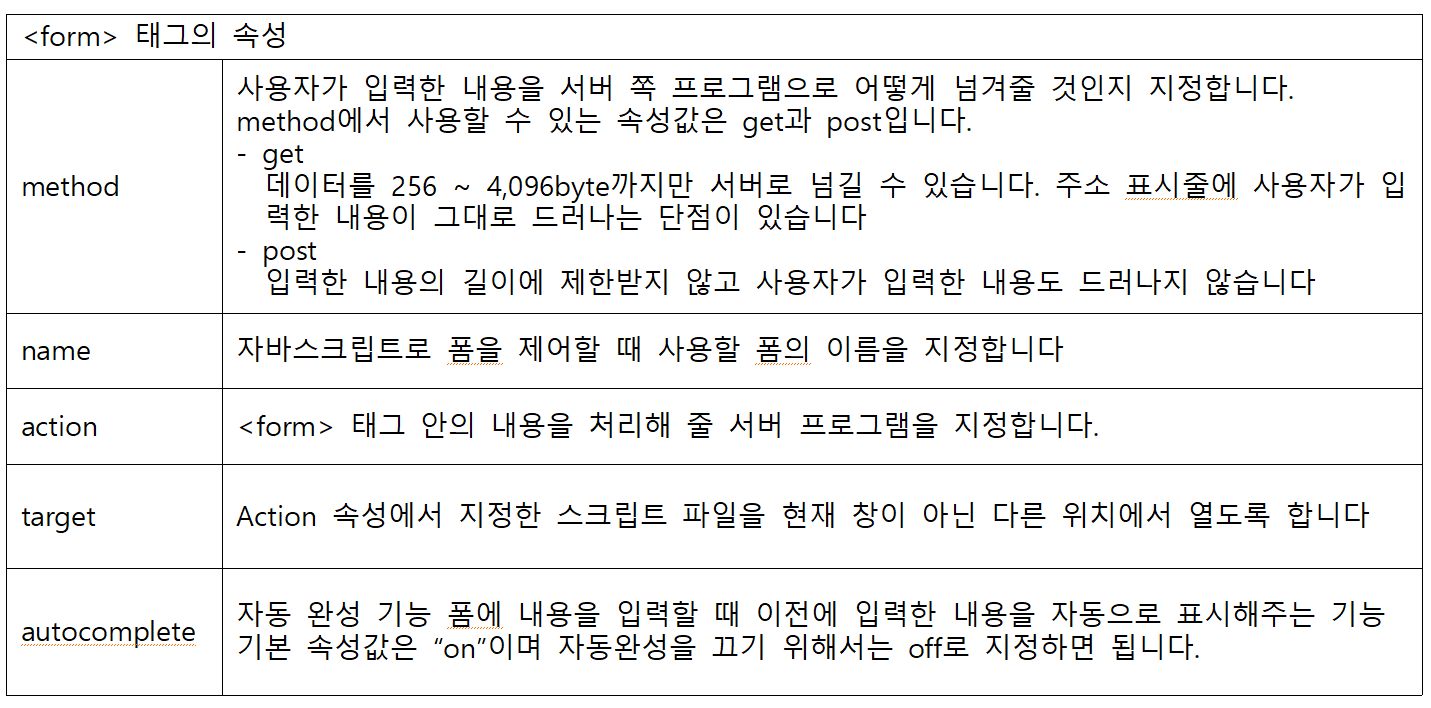 <form> 태그의 속성
method
사용자가 입력한 내용을 서버 쪽 프로그램으로 어떻게 넘겨줄 것인지 지정합니다.
method에서 사용할 수 있는 속성값은 get과 post입니다.
- get
데이터를 256 ~ 4,096byte까지만 서버로 넘길 수 있습니다. 주소 표시줄에 사용자가 입
력한 내용이 그대로 드러나는 단점이 있습니다
- post
입력한 내용의 길이에 제한받지 않고 사용자가 입력한 내용도 드러나지 않습니다
name
자바스크립트로 폼을 제어할 때 사용할 폼의 이름을 지정합니다
action
<form> 태그 안의 내용을 처리해 줄 서버 프로그램을 지정합니다.
target
Action 속성에서 지정한 스크립트 파일을 현재 창이 아닌 다른 위치에서 열도록 합니다
autocomplete
자동 완성 기능 폼에 내용을 입력할 때 이전에 입력한 내용을 자동으로 표시해주는 기능
기본 속성값은 “on”이며 자동완성을 끄기 위해서는 off로 지정하면 됩니다.